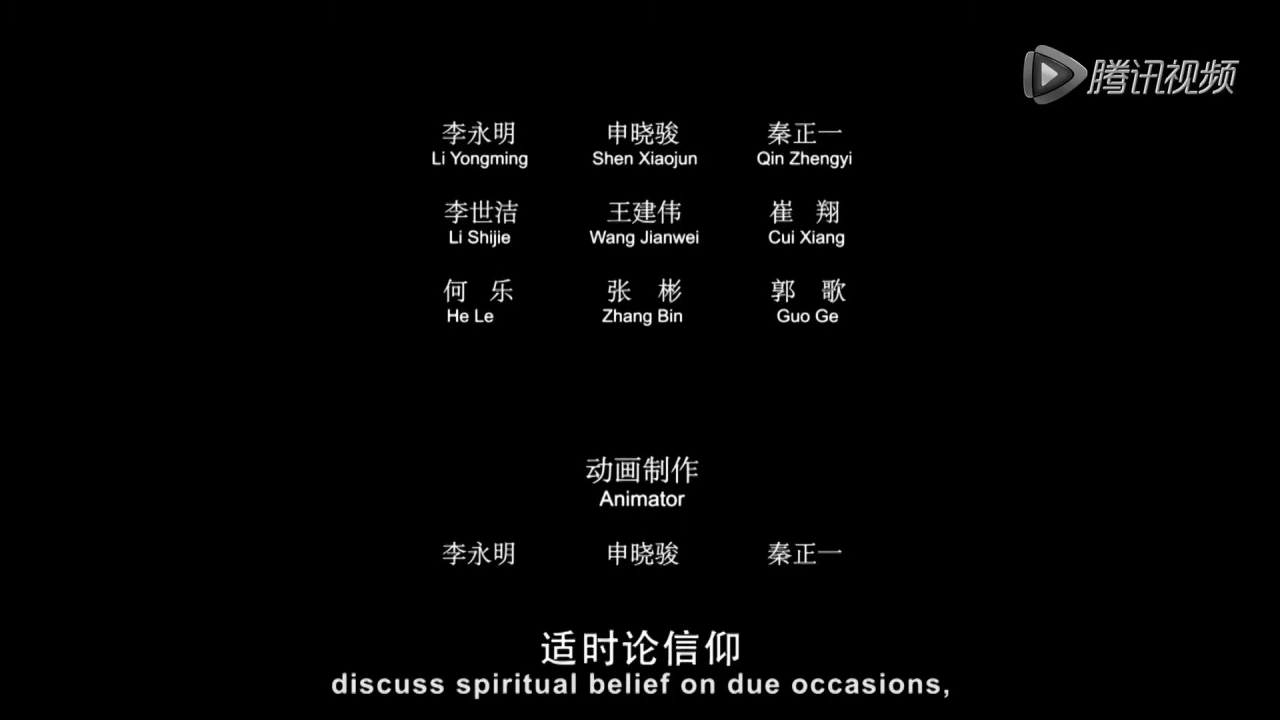 腾讯视频
李永明 申晓骏 秦正一
Li Yongming Shen Xiaojun Qin Zhengyi
李世洁 王建伟 崔 翔
Li Shijie Wang Jianwei Cui Xiang
何 乐 张 彬 郭 歌
He Le Zhang Bin Guo Ge
动画制作
Animator
李永明 申晓骏 秦正一
适时论信仰
discuss spiritual belief on due occasions,